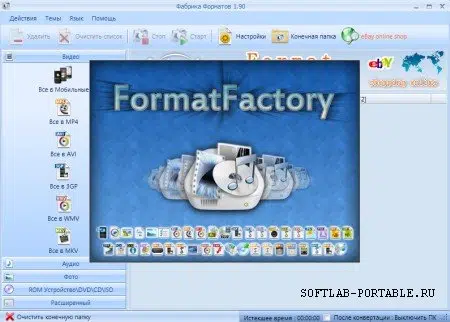 Фабрика Форматов 1.90
Действия Темы Язык Помощь
Удалить Очистить список Стоп Старт Настройки Конечная папка eBay online shop
Видео
Все в Мобильные
Все в MP4
Все в AVI
Все в 3GP
Все в WMV
Все в MKV
Аудио
Фото
ROM Устройство\DVD\CD\ISO
Расширенный
Format
ebY
FormatFactory
SOFTLAB-PORTABLE.RU
Очистить конечную папку
Истекшее время : 00:00:00
После конвертации : Выключить ПК